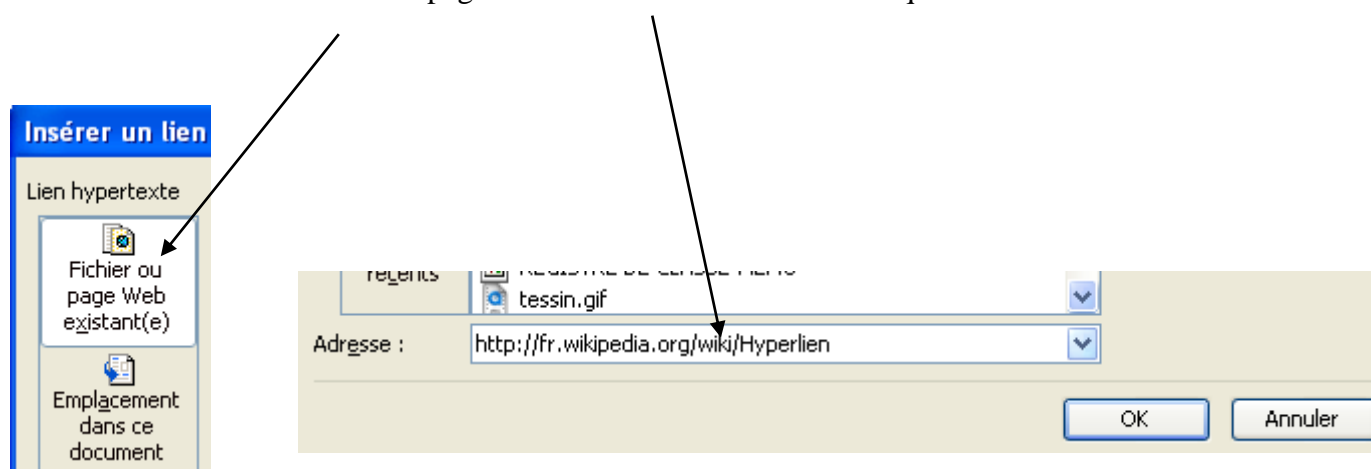 Insérer un lien
Lien hypertexte
Fichier ou
page Web
existant(e)
Emplacement
dans ce
document
récents
tessin.gif
Adresse :
http://fr.wikipedia.org/wiki/Hyperlien
OK
Annuler